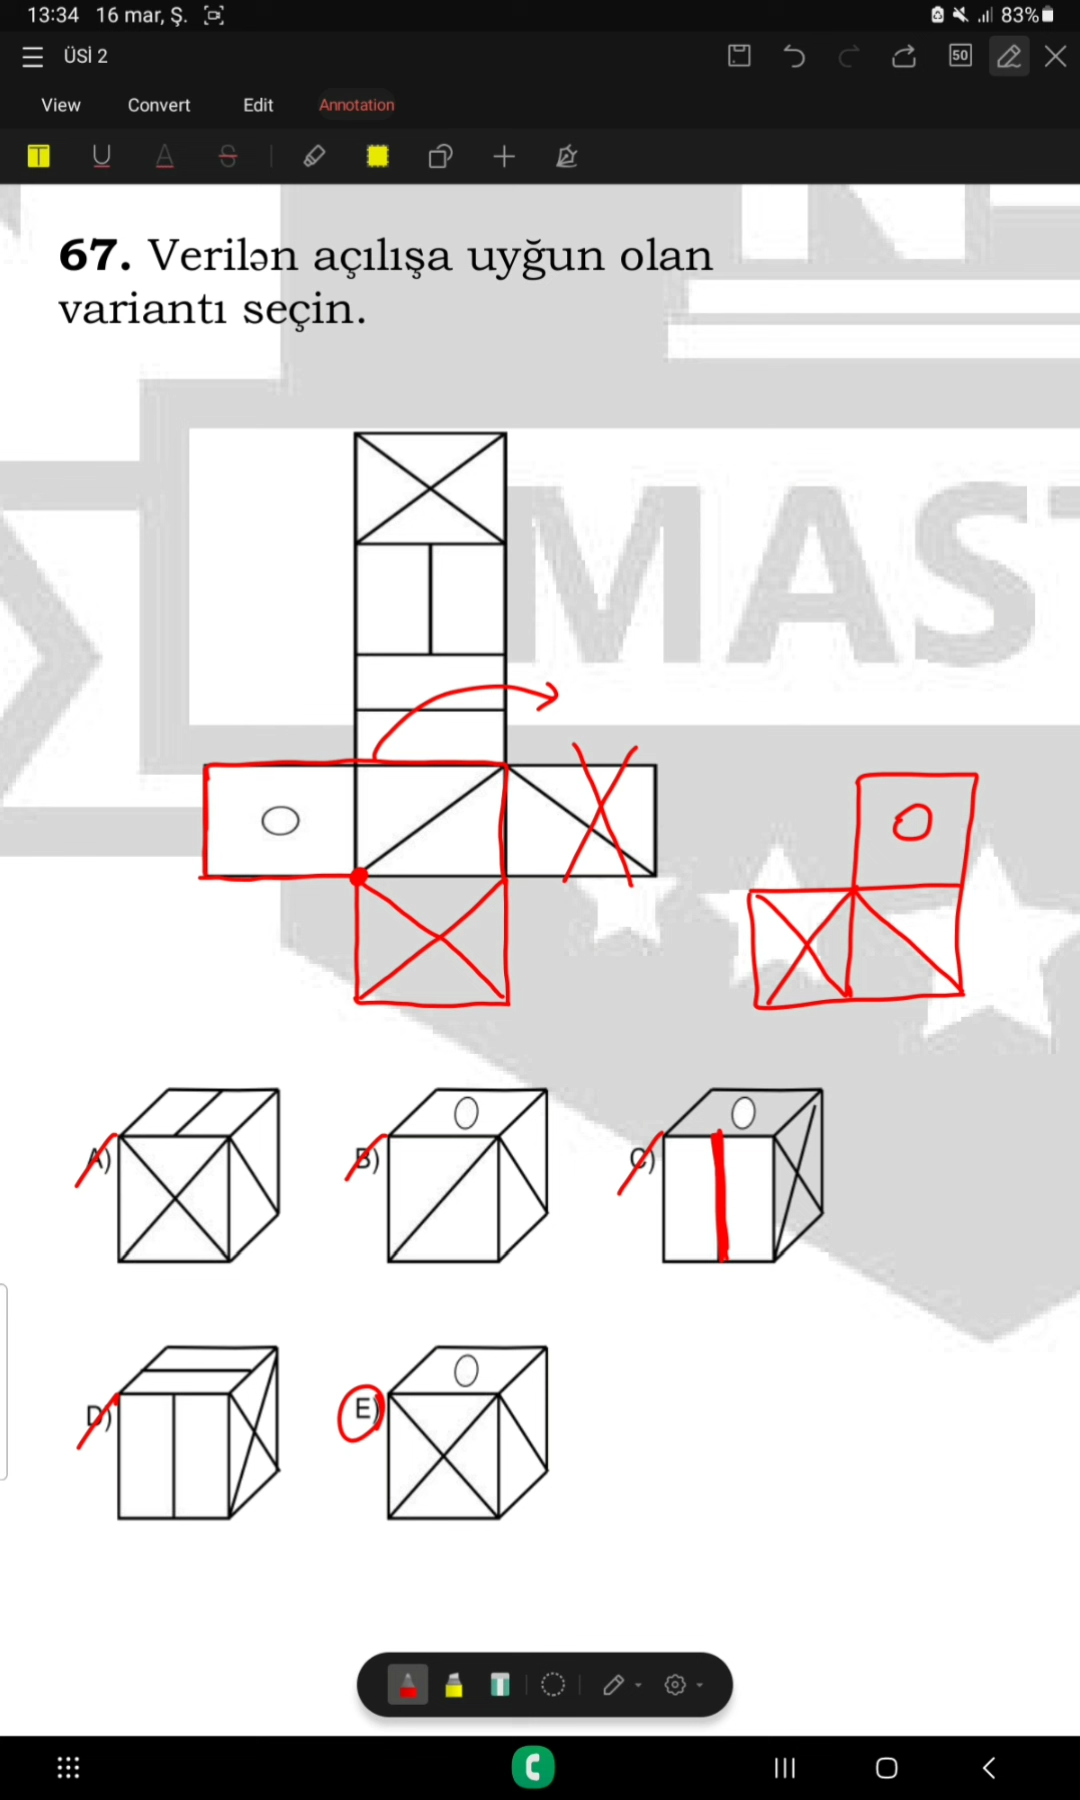 13:34 16 mar, Ş. 83%
ÜSİ 2 50
View Convert Edit Annotation
T U A S
67. Verilən açılışa uyğun olan
variantı seçin.
MAST
A) B) C)
D) E)